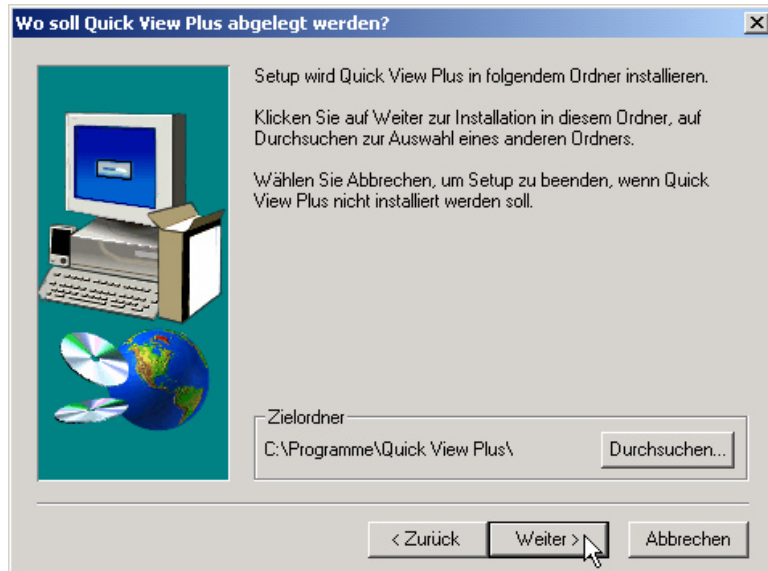 Wo soll Quick View Plus abgelegt werden?
Setup wird Quick View Plus in folgendem Ordner installieren.
Klicken Sie auf Weiter zur Installation in diesem Ordner, auf
Durchsuchen zur Auswahl eines anderen Ordners.
Wählen Sie Abbrechen, um Setup zu beenden, wenn Quick
View Plus nicht installiert werden soll.
Zielordner
C:\Programme\Quick View Plus\
Durchsuchen...
< Zurück
Weiter >
Abbrechen